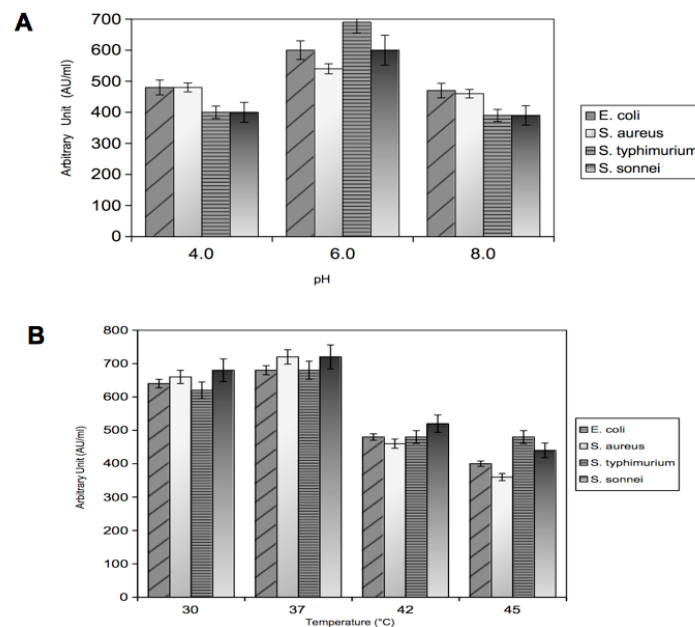 A
700
600
500
400
300
200
100
0
Arbitrary Unit (AU/ml)
4.0
6.0
8.0
pH
E. coli
S. aureus
S. typhimurium
S. sonnei
B
800
700
600
500
400
300
200
100
0
Arbitrary Unit (AU/ml)
30
37
42
45
Temperature (°C)
E. coli
S. aureus
S. typhimurium
S. sonnei